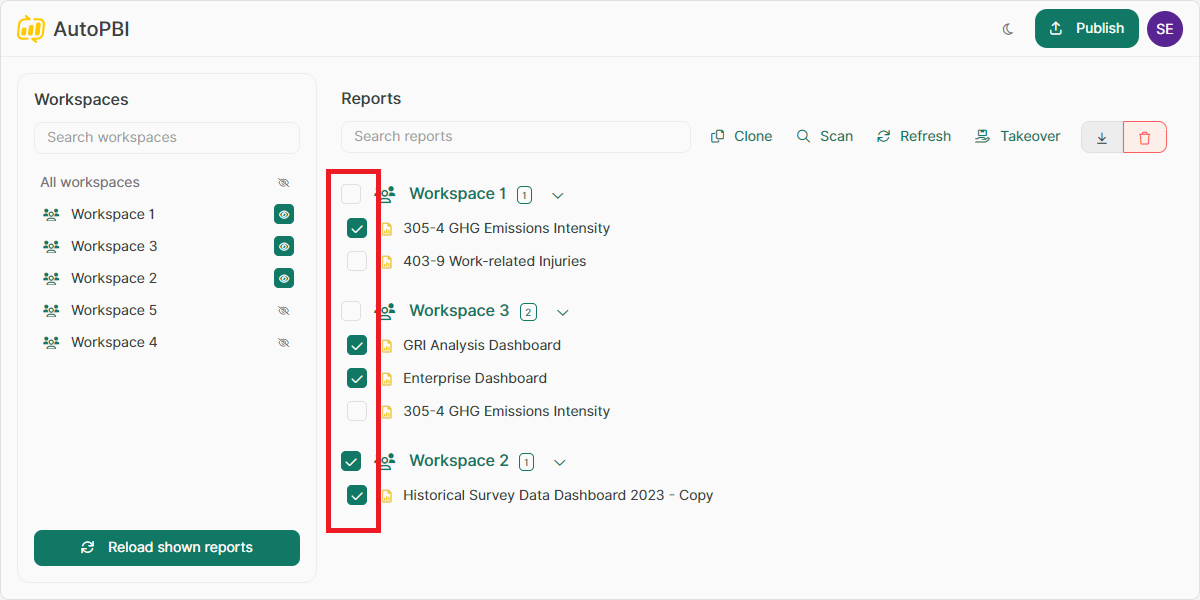 AutoPBI
Publish
SE
Workspaces
Search workspaces
All workspaces
Workspace 1
Workspace 3
Workspace 2
Workspace 5
Workspace 4
Reload shown reports
Reports
Search reports
Clone
Scan
Refresh
Takeover
Workspace 1 1
305-4 GHG Emissions Intensity
403-9 Work-related Injuries
Workspace 3 2
GRI Analysis Dashboard
Enterprise Dashboard
305-4 GHG Emissions Intensity
Workspace 2 1
Historical Survey Data Dashboard 2023 - Copy